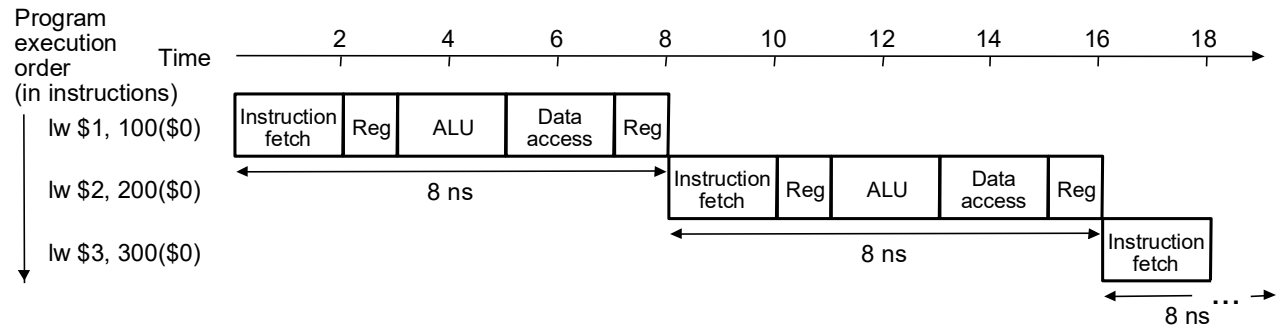 Program
execution
order
(in instructions)
Time
2 4 6 8 10 12 14 16 18
lw $1, 100($0)
Instruction
fetch
Reg
ALU
Data
access
Reg
8 ns
lw $2, 200($0)
Instruction
fetch
Reg
ALU
Data
access
Reg
8 ns
lw $3, 300($0)
Instruction
fetch
...
8 ns